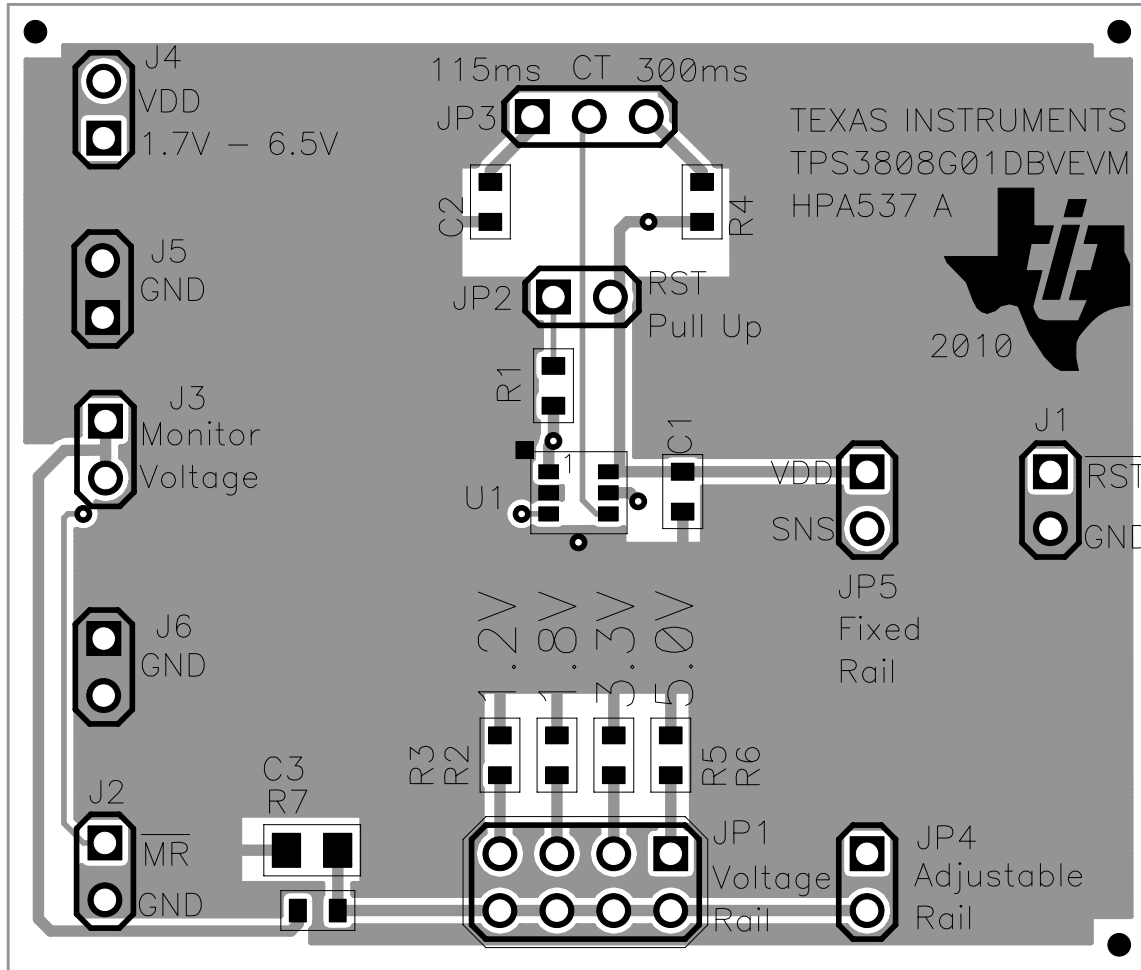 J4
VDD
1.7V – 6.5V
115ms CT 300ms
JP3
TEXAS INSTRUMENTS
TPS3808G01DBVEVM
HPA537 A
2010
C2
R4
J5
GND
JP2
RST
Pull Up
R1
J3
Monitor
Voltage
1
U1
C1
VDD
SNS
JP5
Fixed
Rail
J1
RST
GND
J6
GND
1.2V
1.8V
3.3V
5.0V
R3
R2
R5
R6
C3
R7
J2
MR
GND
JP1
Voltage
Rail
JP4
Adjustable
Rail